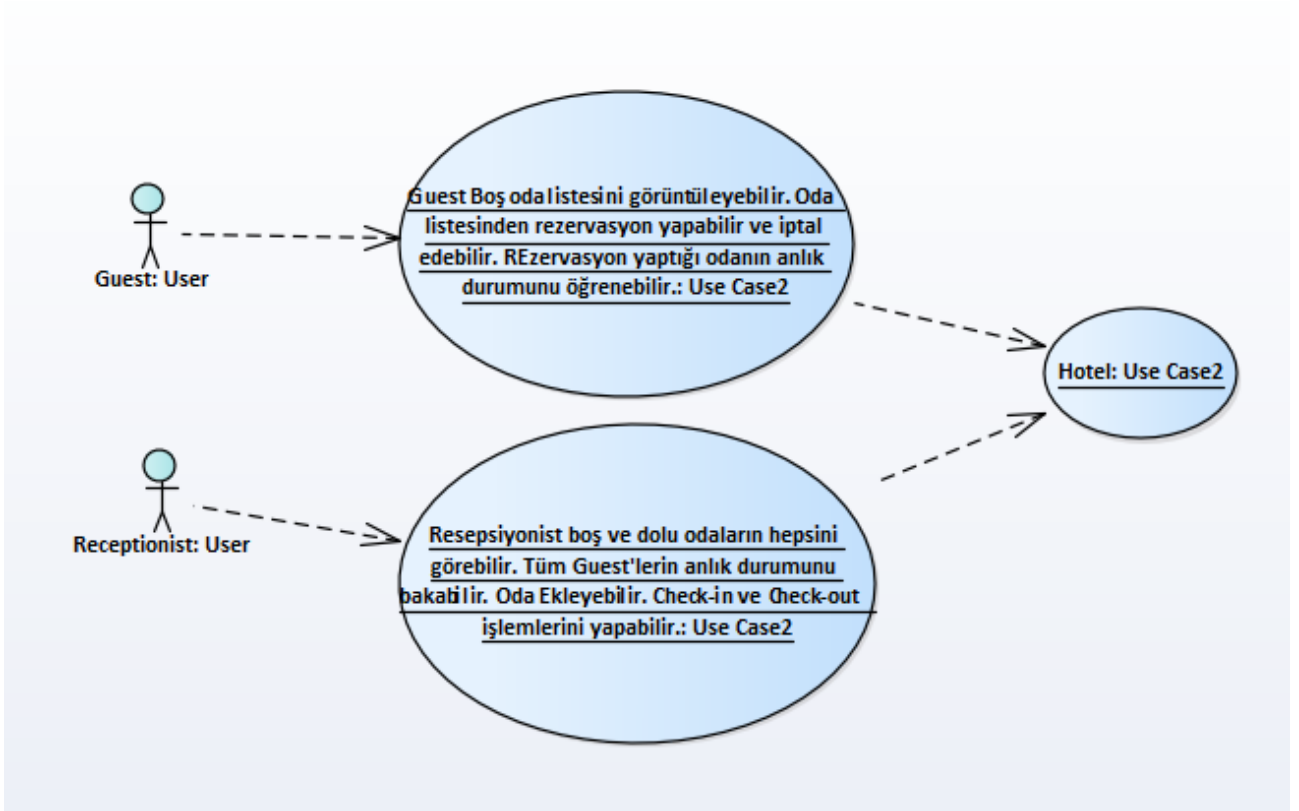 Guest Boş oda listesini görüntüleyebilir. Oda
listesinden rezervasyon yapabilir ve iptal
edebilir. REzervasyon yaptığı odanın anlık
durumunu öğrenebilir.: Use Case2
Guest: User
Hotel: Use Case2
Receptionist: User
Resepsiyonist boş ve dolu odaların hepsini
görebilir. Tüm Guest'lerin anlık durumunu
bakabilir. Oda Ekleyebilir. Check-in ve Check-out
işlemlerini yapabilir.: Use Case2